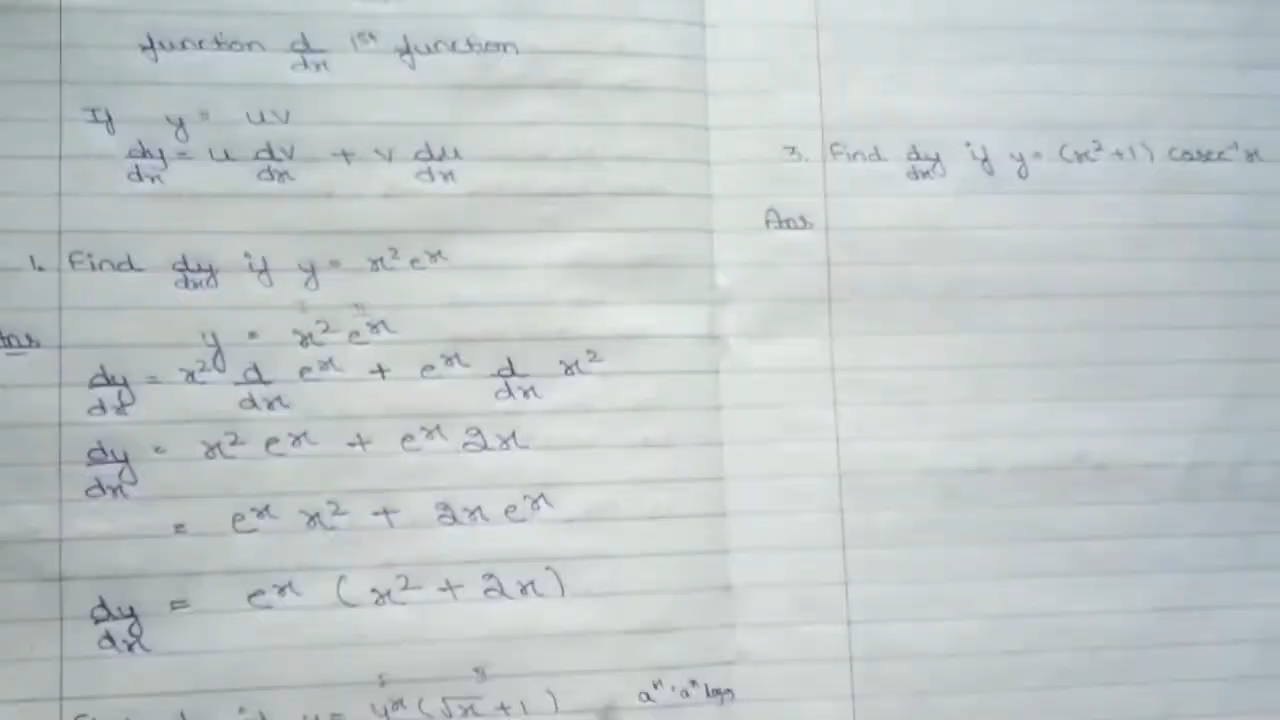 function d/dx 1st function
If y = uv
dy/dx = u dv/dx + v du/dx
1. Find dy/dx if y = x² eˣ
Ans
y = x² eˣ
dy/dx = x² d/dx eˣ + eˣ d/dx x²
dy/dx = x² eˣ + eˣ 2x
= eˣ x² + 2x eˣ
dy/dx = eˣ (x² + 2x)
4ˣ (√x + 1)
3. Find dy/dx if y = (x² + 1) cosec⁻¹x
Ans